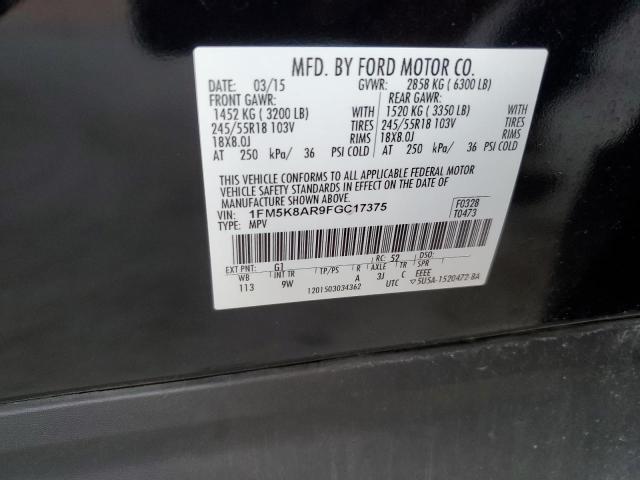 MFD. BY FORD MOTOR CO.
DATE: 03/15 GVWR: 2858 KG ( 6300 LB)
FRONT GAWR: REAR GAWR:
1452 KG ( 3200 LB) WITH 1520 KG ( 3350 LB) WITH
245/55R18 103V TIRES 245/55R18 103V TIRES
18X8.0J RIMS 18X8.0J RIMS
AT 250 kPa/ 36 PSI COLD AT 250 kPa/ 36 PSI COLD
THIS VEHICLE CONFORMS TO ALL APPLICABLE FEDERAL MOTOR
VEHICLE SAFETY STANDARDS IN EFFECT ON THE DATE OF
MANUFACTURE SHOWN ABOVE.
VIN: 1FM5K8AR9FGC17375 F0328
TYPE: MPV T0473
EXT PNT: G1 RC: 52 DSO:
WB INT TR TP/PS R AXLE TR SPR
113 9W A 3J C EEEE
1201503034362 UTC ▽5U5A-1520472-BA